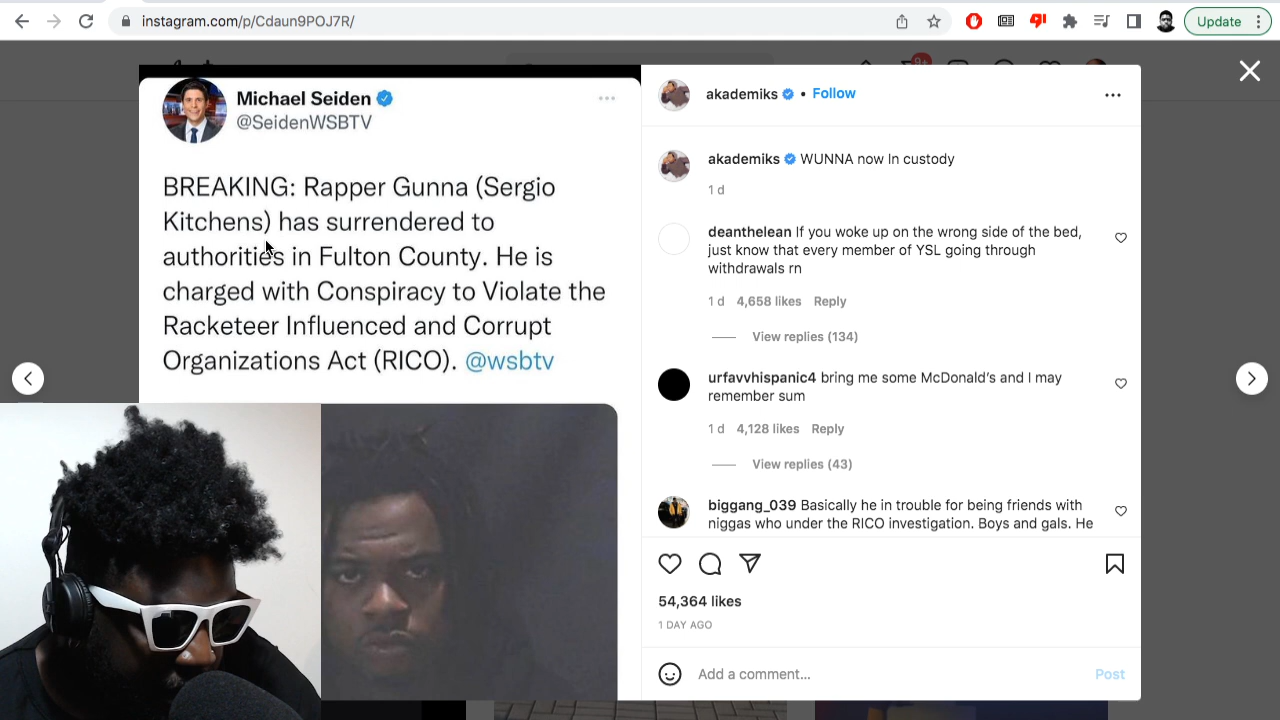 instagram.com/p/Cdaun9POJ7R/
Update
Michael Seiden
@SeidenWSBTV
BREAKING: Rapper Gunna (Sergio
Kitchens) has surrendered to
authorities in Fulton County. He is
charged with Conspiracy to Violate the
Racketeer Influenced and Corrupt
Organizations Act (RICO). @wsbtv
akademiks • Follow
akademiks WUNNA now In custody
1 d
deanthelean If you woke up on the wrong side of the bed,
just know that every member of YSL going through
withdrawals rn
1 d 4,658 likes Reply
View replies (134)
urfavvhispanic4 bring me some McDonald's and I may
remember sum
1 d 4,128 likes Reply
View replies (43)
biggang_039 Basically he in trouble for being friends with
niggas who under the RICO investigation. Boys and gals. He
54,364 likes
1 DAY AGO
Add a comment...
Post